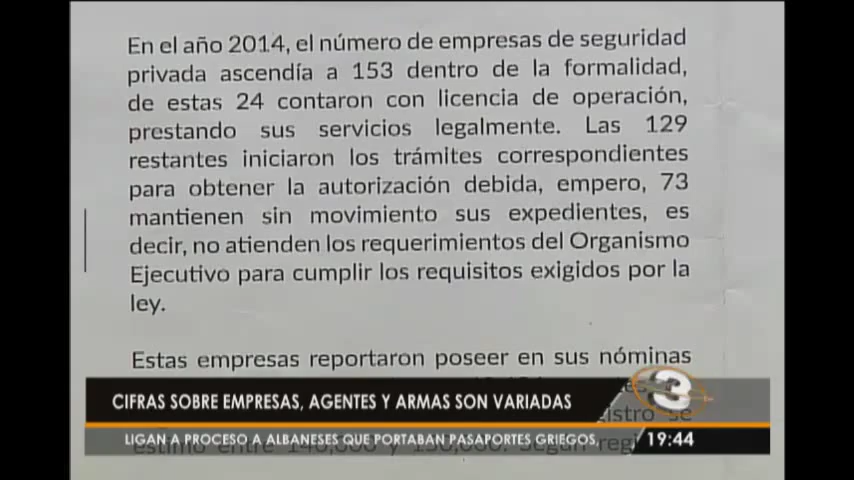 En el año 2014, el número de empresas de seguridad
privada ascendía a 153 dentro de la formalidad,
de estas 24 contaron con licencia de operación,
prestando sus servicios legalmente. Las 129
restantes iniciaron los trámites correspondientes
para obtener la autorización debida, empero, 73
mantienen sin movimiento sus expedientes, es
decir, no atienden los requerimientos del Organismo
Ejecutivo para cumplir los requisitos exigidos por la
ley.
Estas empresas reportaron poseer en sus nóminas
CIFRAS SOBRE EMPRESAS, AGENTES Y ARMAS SON VARIADAS
3
LIGAN A PROCESO A ALBANESES QUE PORTABAN PASAPORTES GRIEGOS,
19:44